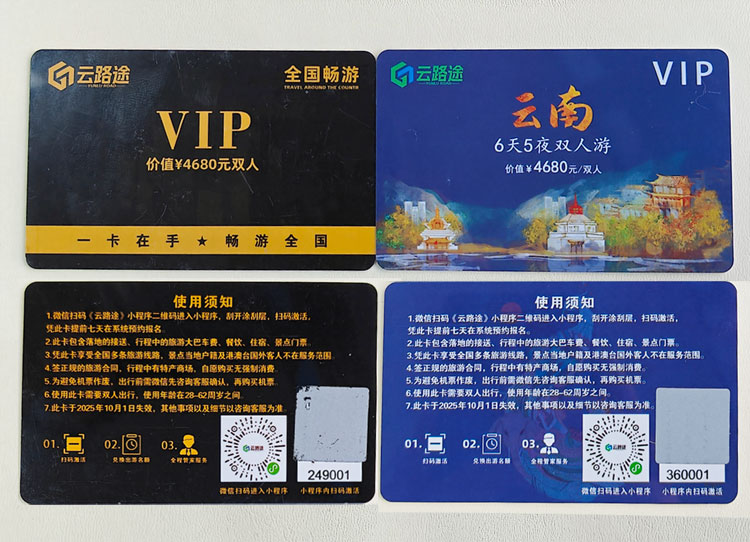 云路途
YUNLU ROAD
全国畅游
TRAVEL AROUND THE COUNTR
VIP
价值¥4680元双人
一卡在手★畅游全国
云路途
YUNLU ROAD
VIP
云南
6天5夜双人游
价值¥4680元/双人
使用须知
1.微信扫码《云路途》小程序二维码进入小程序，刮开涂刮层，扫码激活，
凭此卡提前七天在系统预约报名。
2.此卡包含落地的接送、行程中的旅游大巴车费、餐饮、住宿、景点门票。
3.凭此卡享受全国多条旅游线路，景点当地户籍及港澳台国外客人不在服务范围。
4.签正规的旅游合同，行程中有特产商场，自愿购买无强制消费。
5.为避免机票作废，出行前需微信先咨询客服确认，再购买机票。
6.使用此卡需要双人出行，使用年龄在28-62周岁之间。
7.此卡于2025年10月1日失效，其他事项以及细节以咨询客服为准。
01.
扫码激活
02.
兑换出游名额
03.
全程管家服务
云路途
微信扫码进入小程序
249001
小程序内扫码激活
使用须知
1.微信扫码《云路途》小程序二维码进入小程序，刮开涂刮层，扫码激活，
凭此卡提前七天在系统预约报名。
2.此卡包含落地的接送、行程中的旅游大巴车费、餐饮、住宿、景点门票。
3.凭此卡享受全国多条旅游线路，景点当地户籍及港澳台国外客人不在服务范围。
4.签正规的旅游合同，行程中有特产商场，自愿购买无强制消费。
5.为避免机票作废，出行前需微信先咨询客服确认，再购买机票。
6.使用此卡需要双人出行，使用年龄在28-62周岁之间。
7.此卡于2025年10月1日失效，其他事项以及细节以咨询客服为准。
01.
扫码激活
02.
兑换出游名额
03.
全程管家服务
云路途
微信扫码进入小程序
360001
小程序内扫码激活